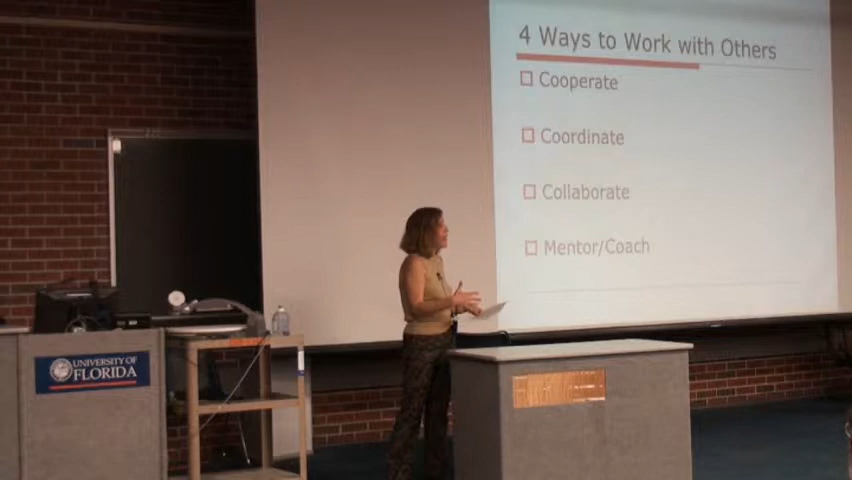 4 Ways to Work with Others
Cooperate
Coordinate
Collaborate
Mentor/Coach
UNIVERSITY OF
FLORIDA